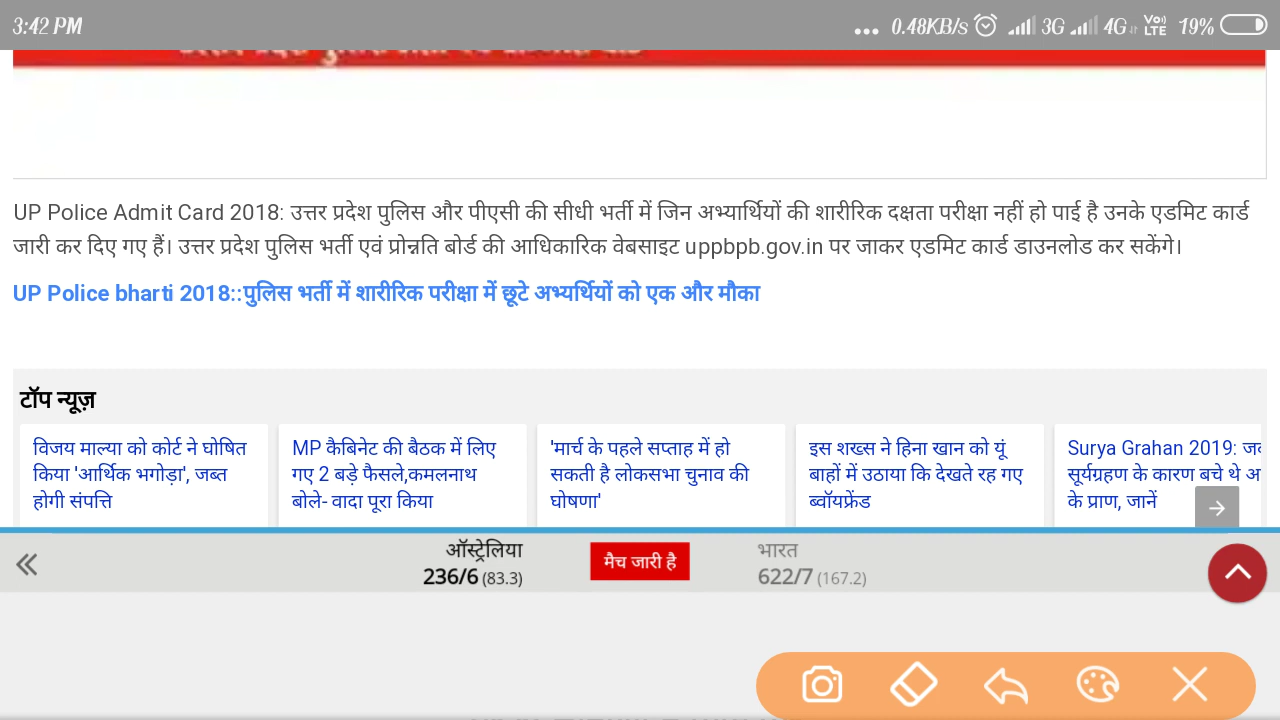 3:42 PM
0.48KB/s 3G 4G Vo)) LTE 19%
UP Police Admit Card 2018: उत्तर प्रदेश पुलिस और पीएसी की सीधी भर्ती में जिन अभ्यार्थियों की शारीरिक दक्षता परीक्षा नहीं हो पाई है उनके एडमिट कार्ड
जारी कर दिए गए हैं। उत्तर प्रदेश पुलिस भर्ती एवं प्रोन्नति बोर्ड की आधिकारिक वेबसाइट uppbpb.gov.in पर जाकर एडमिट कार्ड डाउनलोड कर सकेंगे।
UP Police bharti 2018::पुलिस भर्ती में शारीरिक परीक्षा में छूटे अभ्यर्थियों को एक और मौका
टॉप न्यूज़
विजय माल्या को कोर्ट ने घोषित
किया 'आर्थिक भगोड़ा', जब्त
होगी संपत्ति
MP कैबिनेट की बैठक में लिए
गए 2 बड़े फैसले,कमलनाथ
बोले- वादा पूरा किया
'मार्च के पहले सप्ताह में हो
सकती है लोकसभा चुनाव की
घोषणा'
इस शख्स ने हिना खान को यूं
बाहों में उठाया कि देखते रह गए
ब्वॉयफ्रेंड
Surya Grahan 2019:
सूर्यग्रहण के कारण बचे थे
के प्राण, जानें
ऑस्ट्रेलिया
236/6 (83.3)
मैच जारी है
भारत
622/7 (167.2)